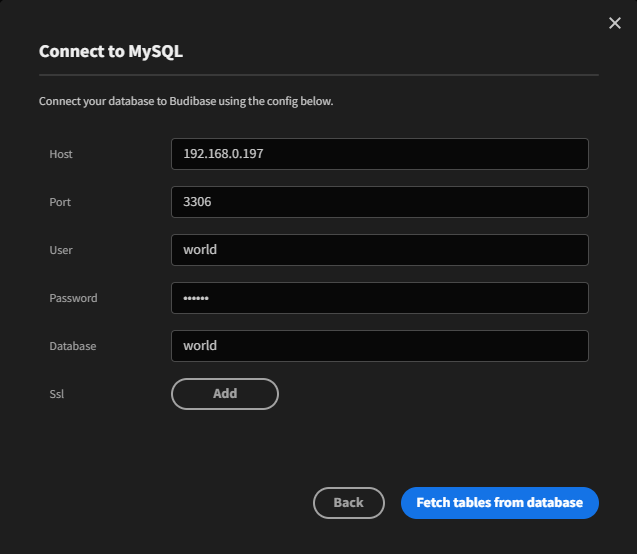 Connect to MySQL
Connect your database to Budibase using the config below.
Host 192.168.0.197
Port 3306
User world
Password ••••••
Database world
Ssl Add
Back Fetch tables from database